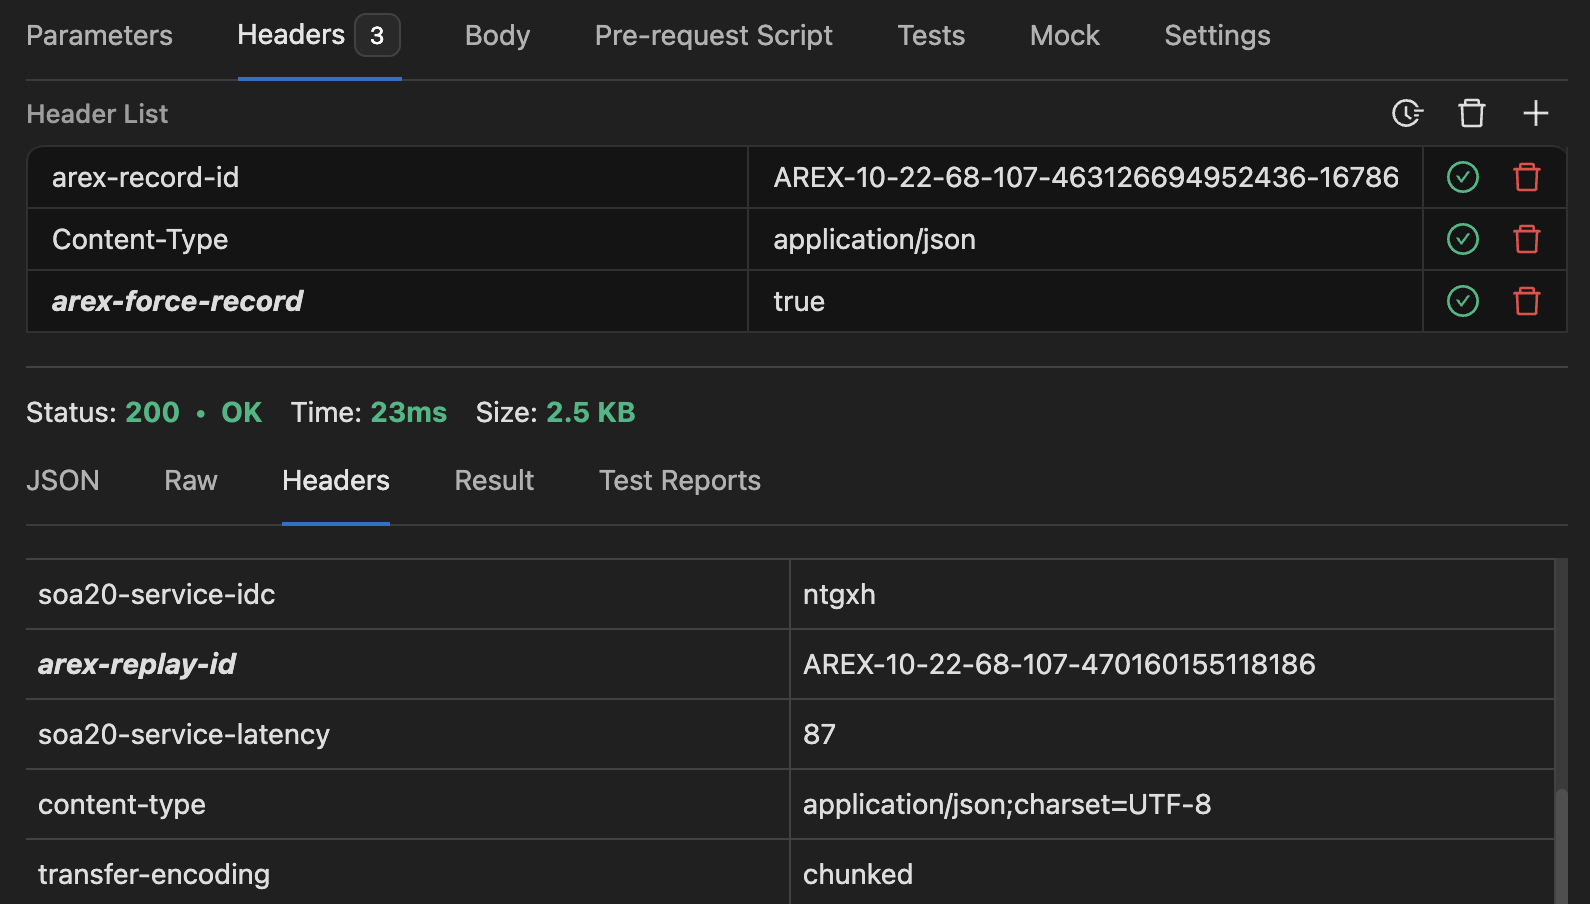 Parameters Headers 3 Body Pre-request Script Tests Mock Settings
Header List
arex-record-id AREX-10-22-68-107-463126694952436-16786
Content-Type application/json
arex-force-record true
Status: 200 • OK Time: 23ms Size: 2.5 KB
JSON Raw Headers Result Test Reports
soa20-service-idc ntgxh
arex-replay-id AREX-10-22-68-107-470160155118186
soa20-service-latency 87
content-type application/json;charset=UTF-8
transfer-encoding chunked